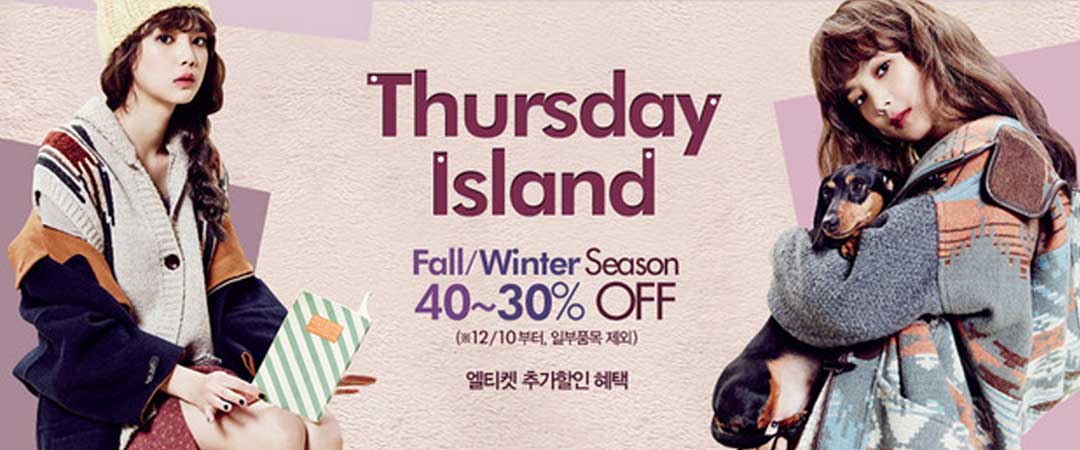 Thursday
Island
Fall/Winter Season
40~30% OFF
(※12/10부터, 일부품목 제외)
엘티켓 추가할인 혜택